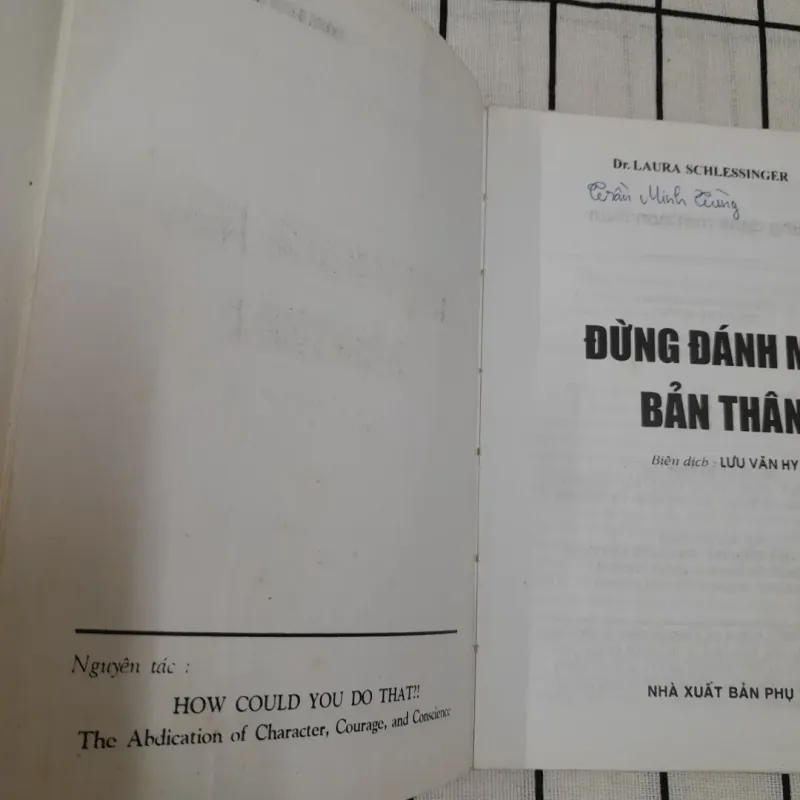 Nguyên tác :
HOW COULD YOU DO THAT?!
The Abdication of Character, Courage, and Conscience
Dr. LAURA SCHLESSINGER
Trần Minh Tùng
ĐỪNG ĐÁNH M
BẢN THÂN
Biên dịch : LƯU VĂN HY
NHÀ XUẤT BẢN PHỤ